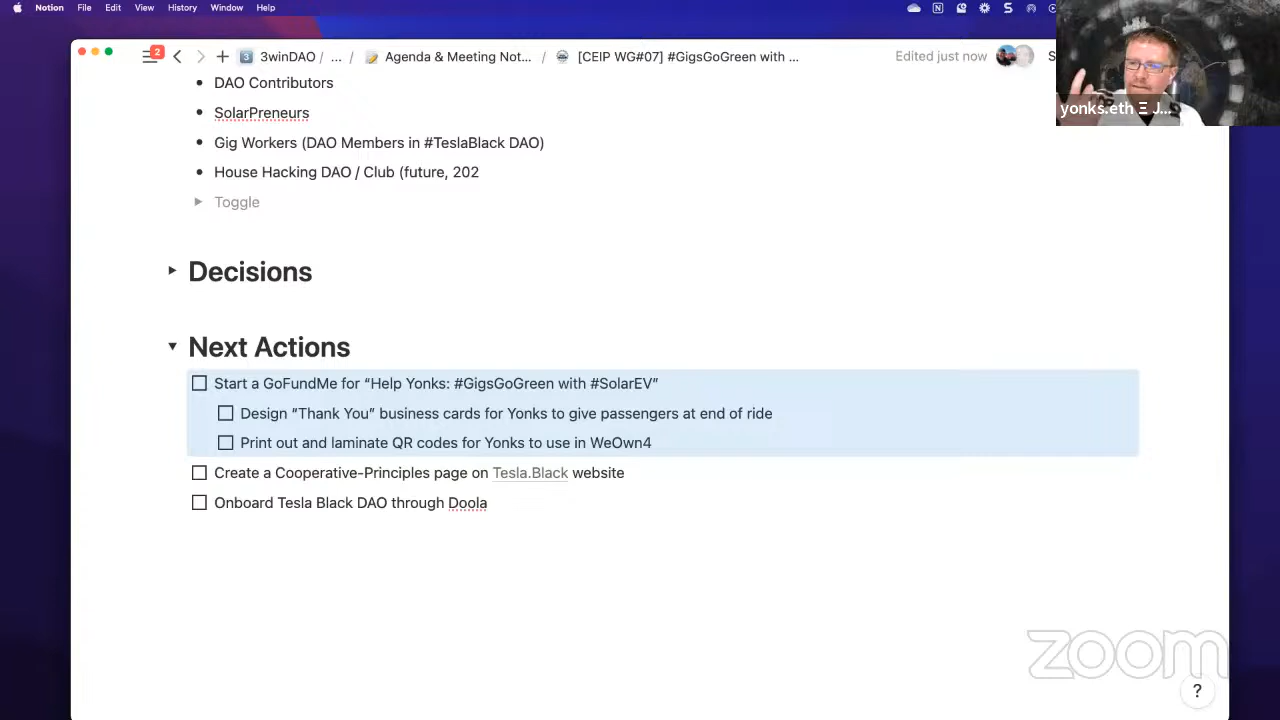 Notion File Edit View History Window Help
2 3 3winDAO / ... / Agenda & Meeting Not... / [CEIP WG#07] #GigsGoGreen with ... Edited just now S
DAO Contributors
SolarPreneurs
Gig Workers (DAO Members in #TeslaBlack DAO)
House Hacking DAO / Club (future, 202
Toggle
yonks.eth Ξ J...
Decisions
Next Actions
Start a GoFundMe for “Help Yonks: #GigsGoGreen with #SolarEV”
Design “Thank You” business cards for Yonks to give passengers at end of ride
Print out and laminate QR codes for Yonks to use in WeOwn4
Create a Cooperative-Principles page on Tesla.Black website
Onboard Tesla Black DAO through Doola
zoom
?